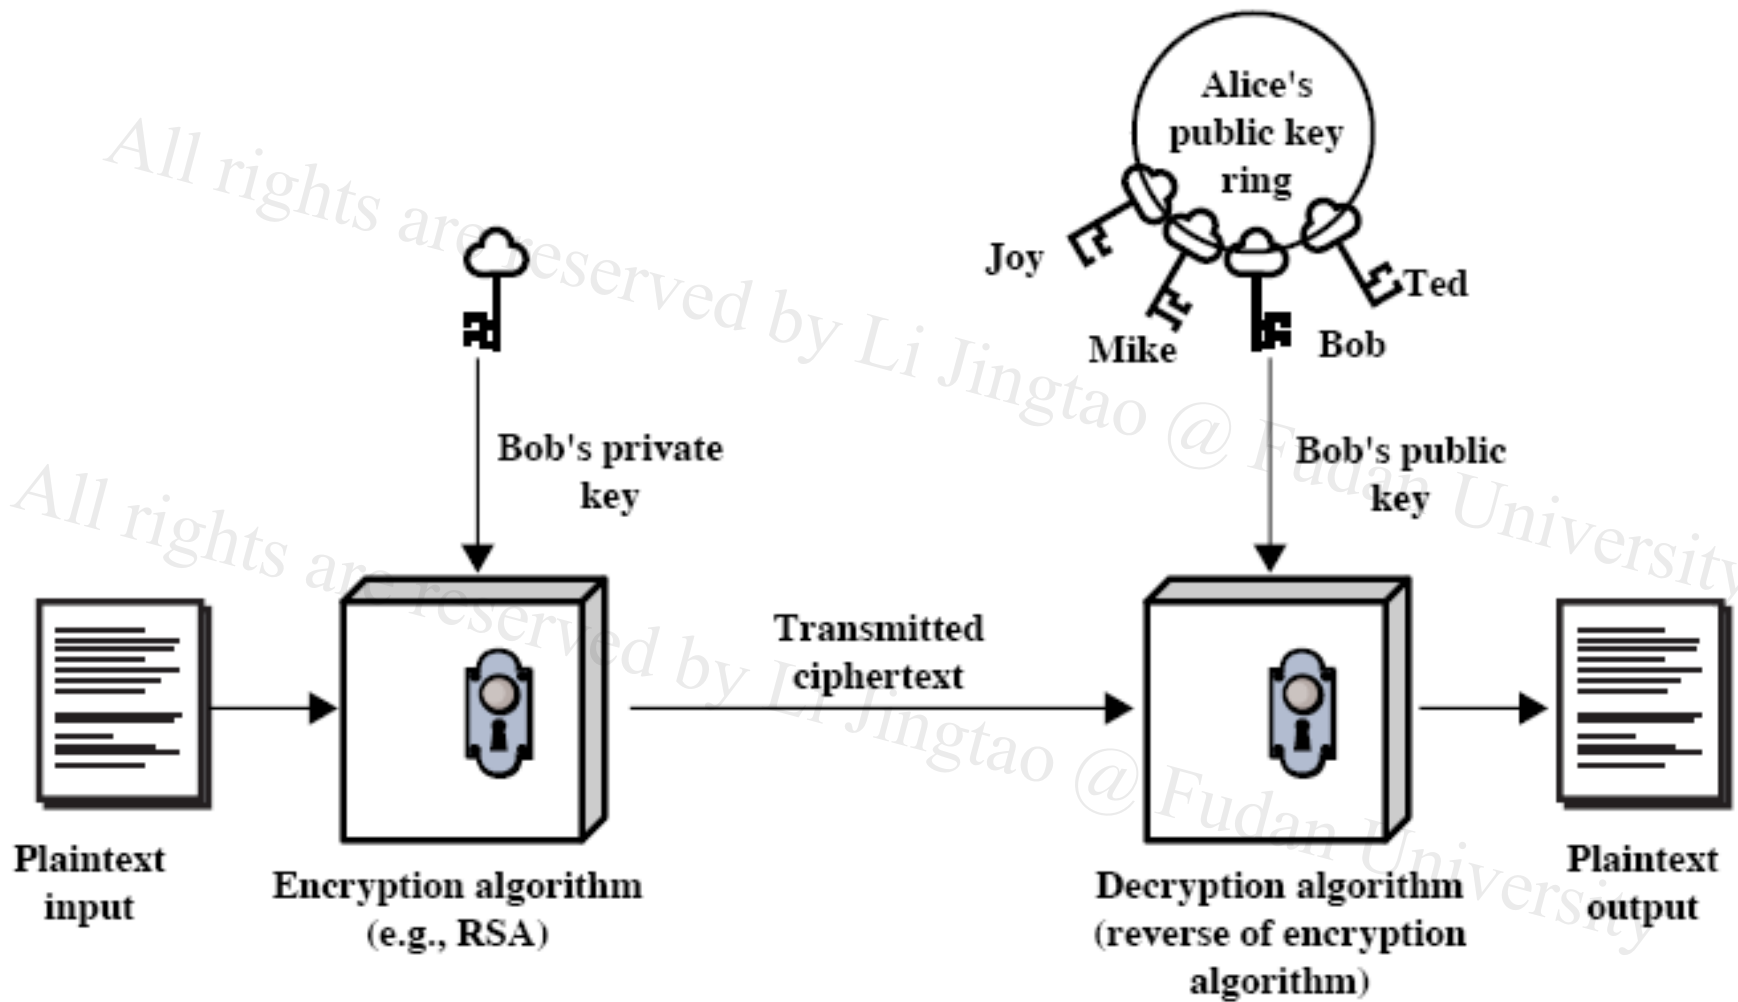 Alice's
public key
ring
Joy
Ted
Mike
Bob
Bob's private
key
Bob's public
key
Transmitted
ciphertext
Plaintext
input
Encryption algorithm
(e.g., RSA)
Decryption algorithm
(reverse of encryption
algorithm)
Plaintext
output
All rights are reserved by Li Jingtao @ Fudan University
All rights are reserved by Li Jingtao @ Fudan University